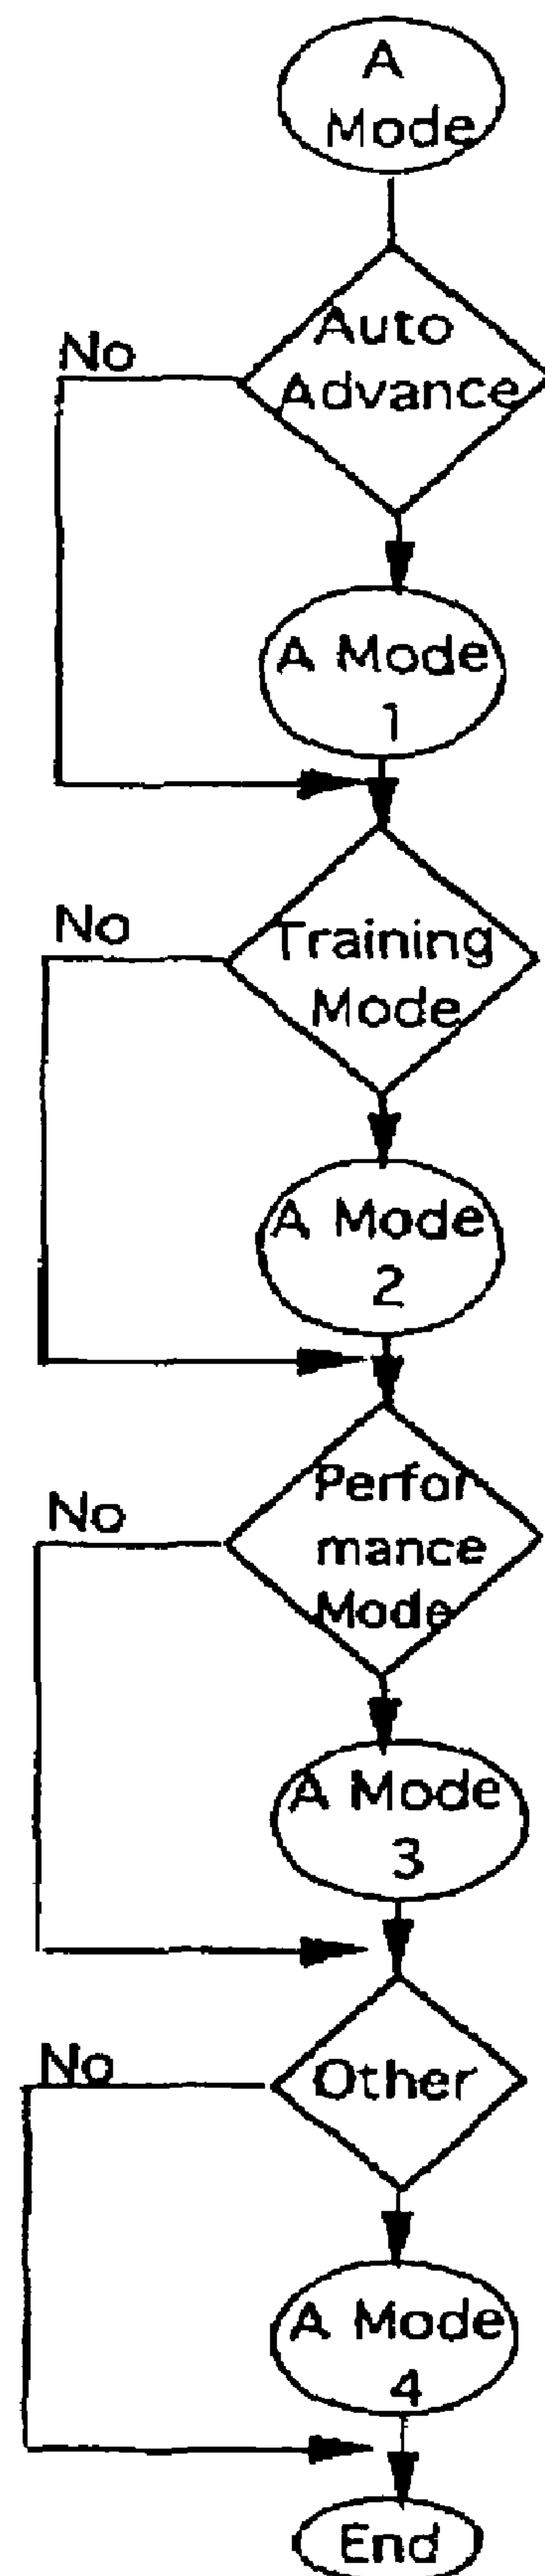 A
Mode
Auto
Advance
No
A Mode
1
Training
Mode
No
A Mode
2
Perfor
mance
Mode
No
A Mode
3
Other
No
A Mode
4
End